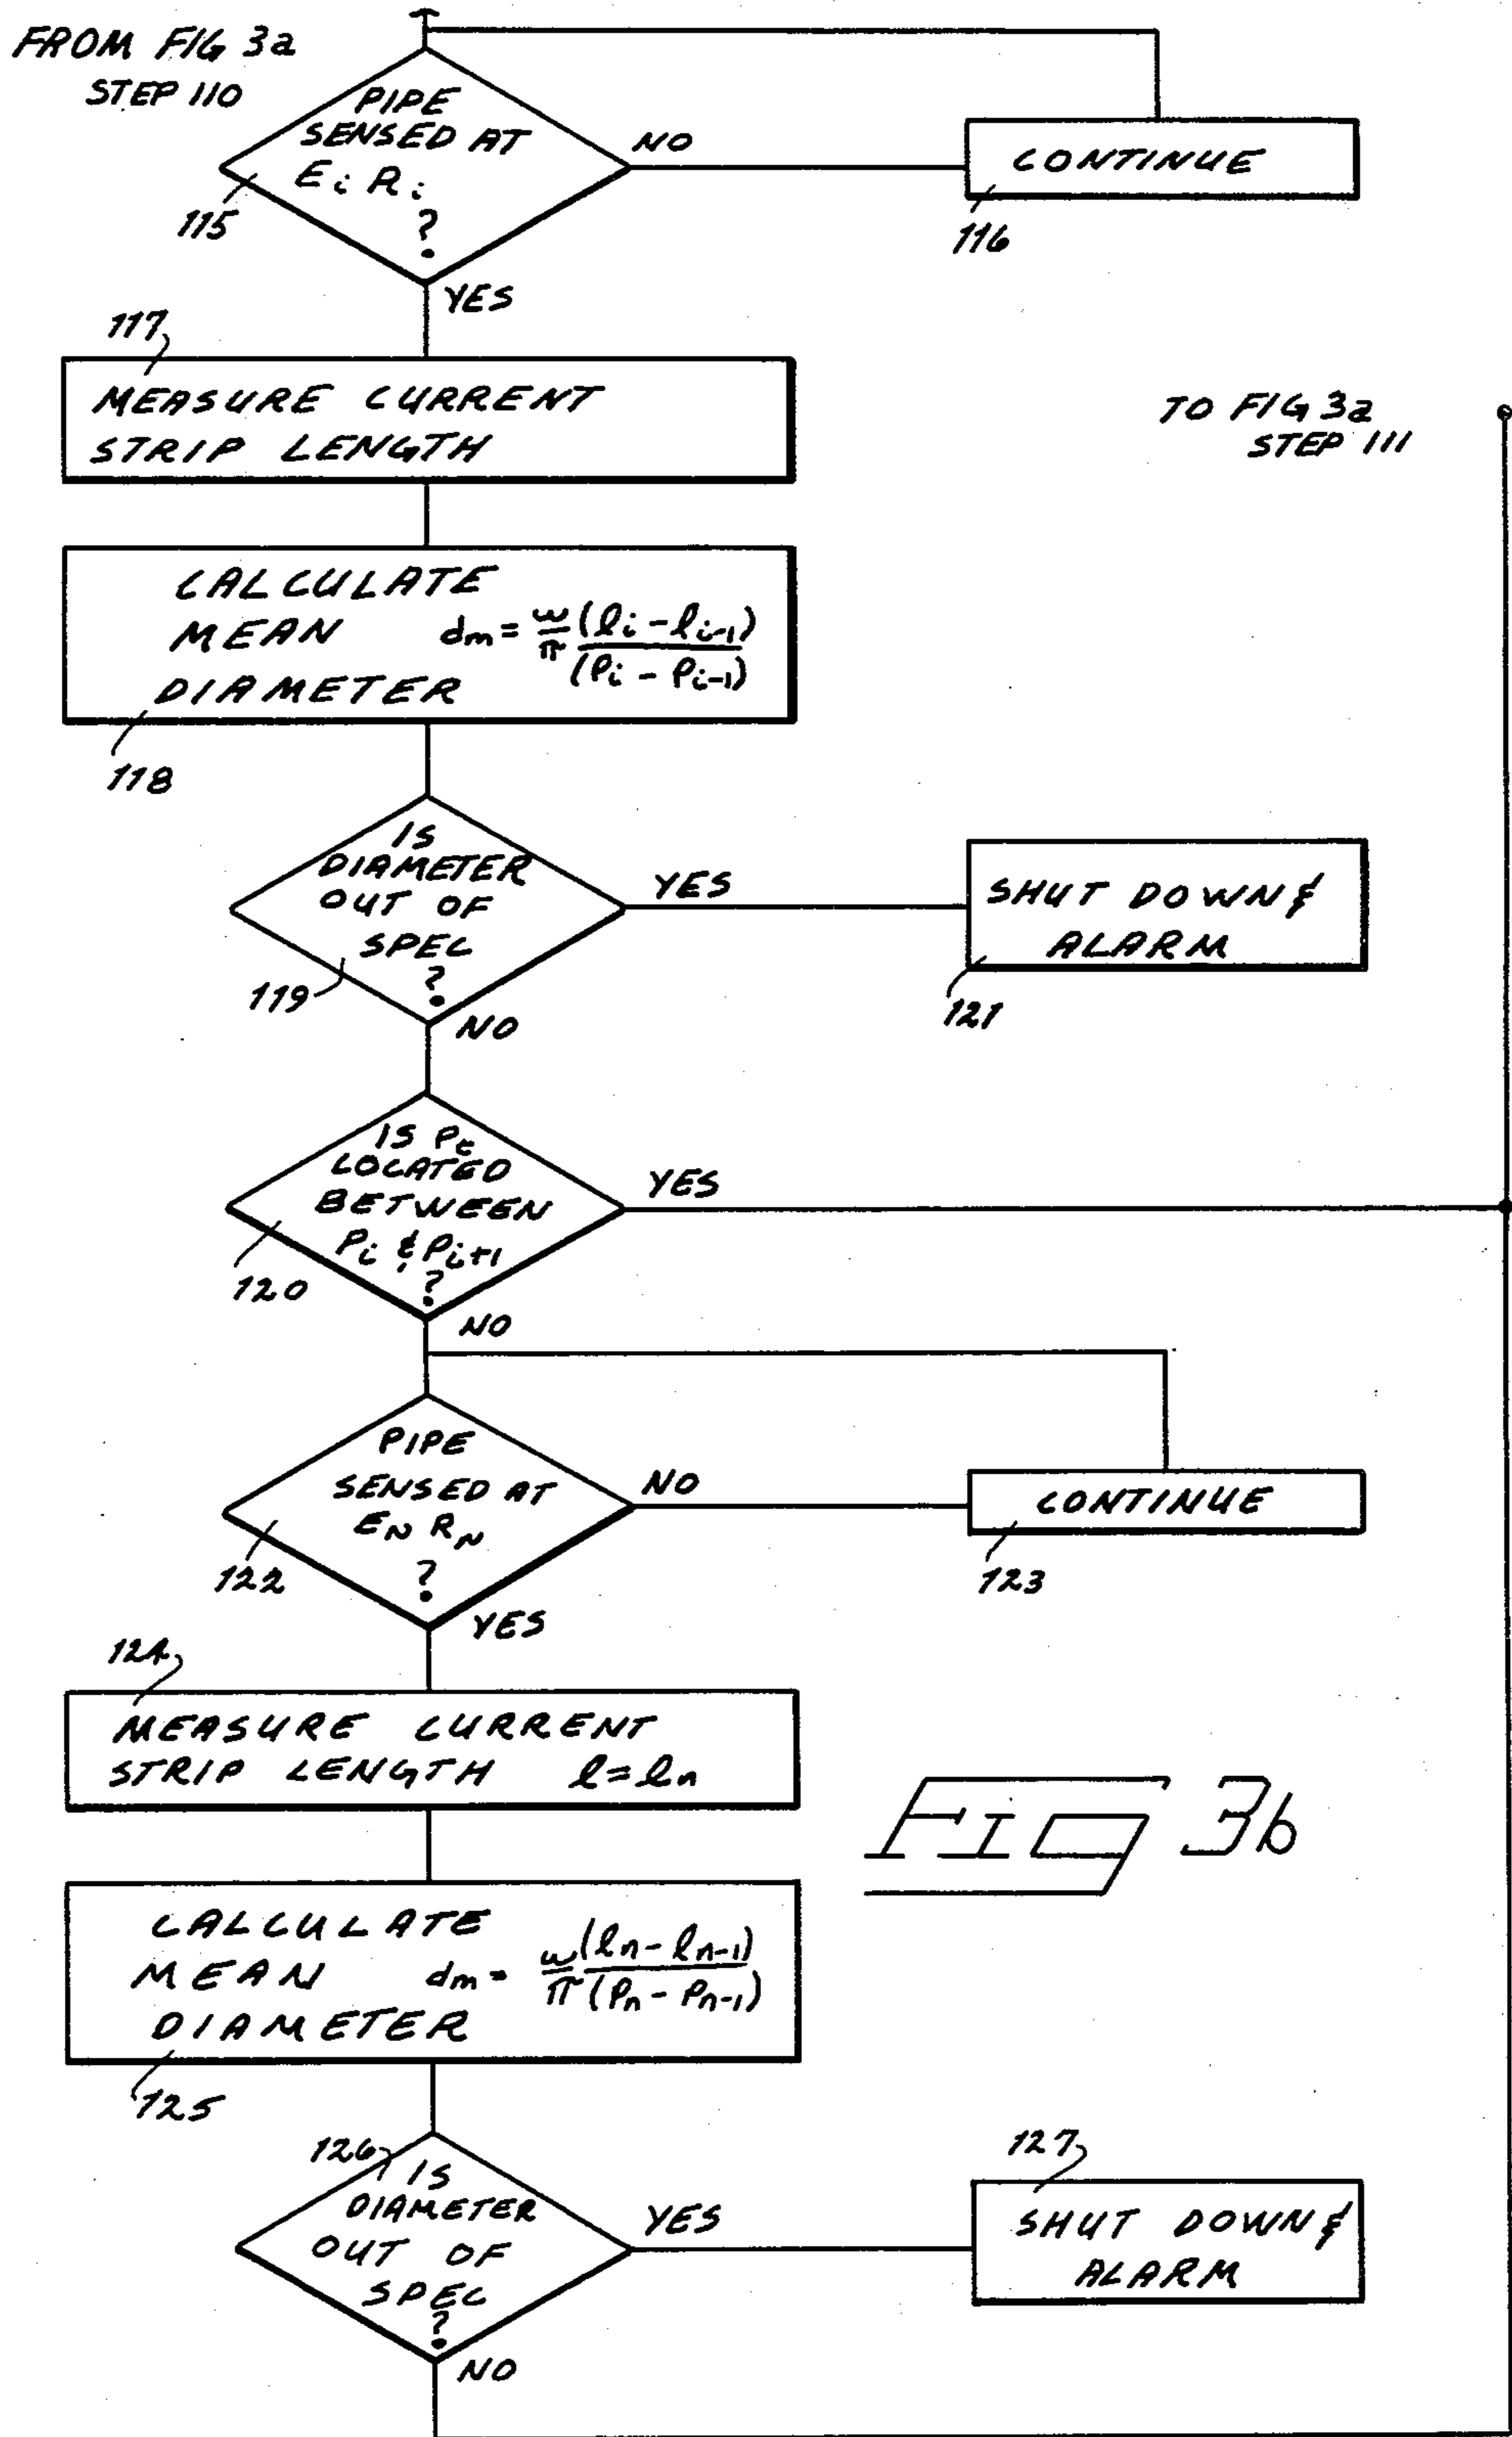 FROM FIG 3a
STEP 110
PIPE
SENSED AT
Ei Ri
?
NO
CONTINUE
115
116
YES
117
MEASURE CURRENT
STRIP LENGTH
TO FIG 3a
STEP 111
CALCULATE
MEAN dm = w/π (li - li-1)/(Pi - Pi-1)
DIAMETER
118
IS
DIAMETER
OUT OF
SPEC
?
YES
SHUT DOWN &
ALARM
119
121
NO
IS Pt
LOCATED
BETWEEN
Pi & Pi+1
?
YES
120
NO
PIPE
SENSED AT
EN RN
?
NO
CONTINUE
122
123
YES
124
MEASURE CURRENT
STRIP LENGTH l = ln
FIG 3b
CALCULATE
MEAN dm = w/π (ln - ln-1)/(Pn - Pn-1)
DIAMETER
125
126
IS
DIAMETER
OUT OF
SPEC
?
YES
127
SHUT DOWN &
ALARM
NO